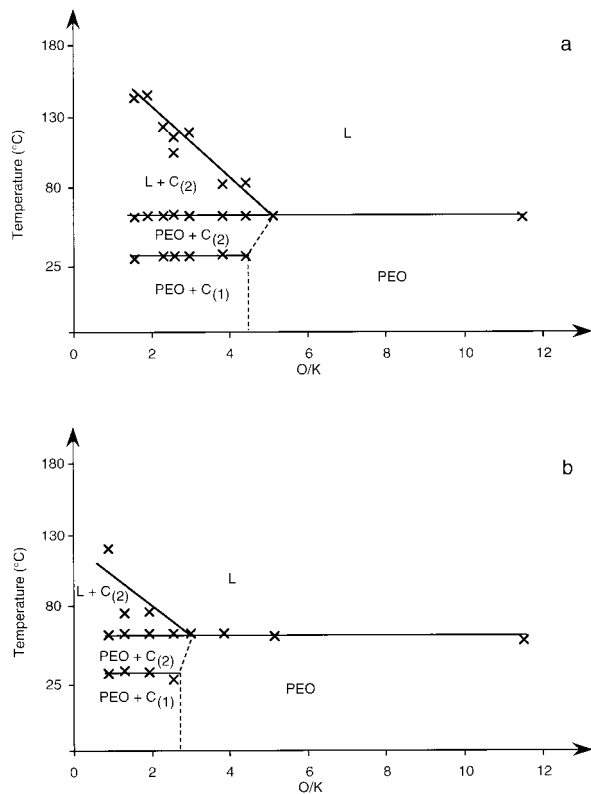 a
180
130
L
80
L + C(2)
PEO + C(2)
25
PEO + C(1)
PEO
Temperature (°C)
0 2 4 6 8 10 12
O/K
b
180
130
L
L + C(2)
80
PEO + C(2)
25
PEO + C(1)
PEO
Temperature (°C)
0 2 4 6 8 10 12
O/K